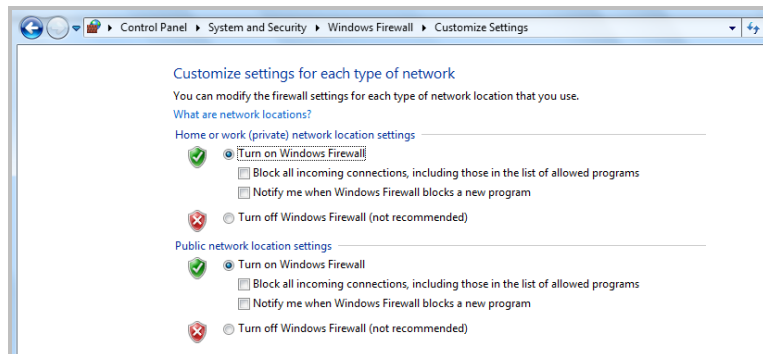 Control Panel ▸ System and Security ▸ Windows Firewall ▸ Customize Settings
Customize settings for each type of network
You can modify the firewall settings for each type of network location that you use.
What are network locations?
Home or work (private) network location settings
Turn on Windows Firewall
Block all incoming connections, including those in the list of allowed programs
Notify me when Windows Firewall blocks a new program
Turn off Windows Firewall (not recommended)
Public network location settings
Turn on Windows Firewall
Block all incoming connections, including those in the list of allowed programs
Notify me when Windows Firewall blocks a new program
Turn off Windows Firewall (not recommended)